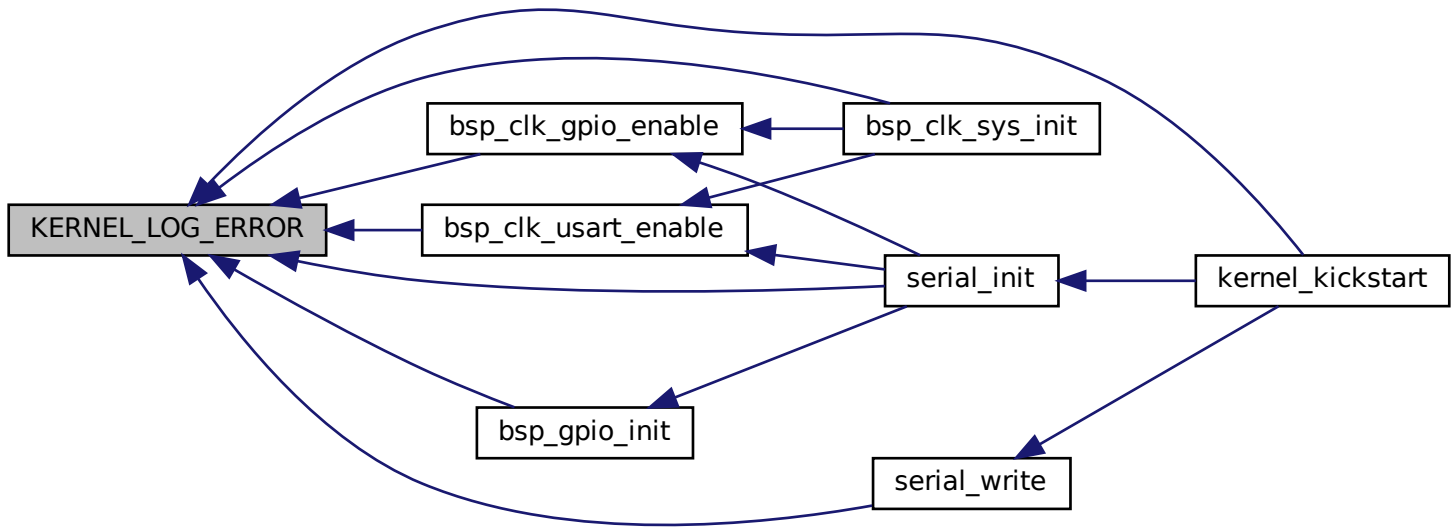 bsp_clk_gpio_enable
bsp_clk_sys_init
KERNEL_LOG_ERROR
bsp_clk_usart_enable
serial_init
kernel_kickstart
bsp_gpio_init
serial_write